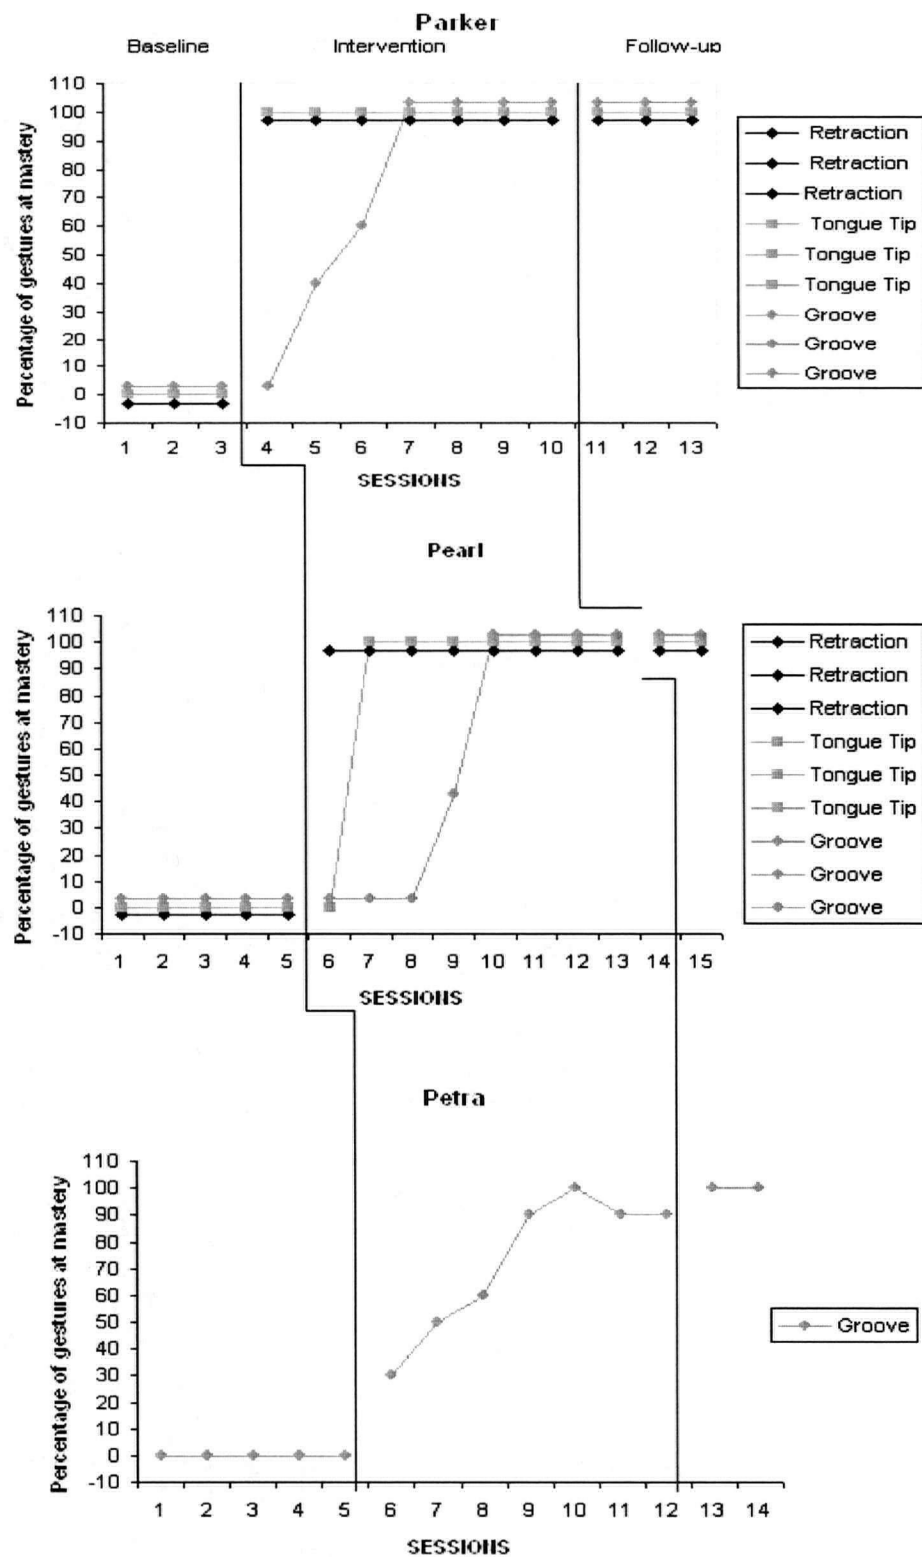 Parker
Baseline Intervention Follow-up
Percentage of gestures at mastery
110
100
90
80
70
60
50
40
30
20
10
0
-10
1 2 3 4 5 6 7 8 9 10 11 12 13
SESSIONS
Retraction
Retraction
Retraction
Tongue Tip
Tongue Tip
Tongue Tip
Groove
Groove
Groove
Pearl
Percentage of gestures at mastery
110
100
90
80
70
60
50
40
30
20
10
0
-10
1 2 3 4 5 6 7 8 9 10 11 12 13 14 15
SESSIONS
Retraction
Retraction
Retraction
Tongue Tip
Tongue Tip
Tongue Tip
Groove
Groove
Groove
Petra
Percentage of gestures at mastery
110
100
90
80
70
60
50
40
30
20
10
0
-10
1 2 3 4 5 6 7 8 9 10 11 12 13 14
SESSIONS
Groove